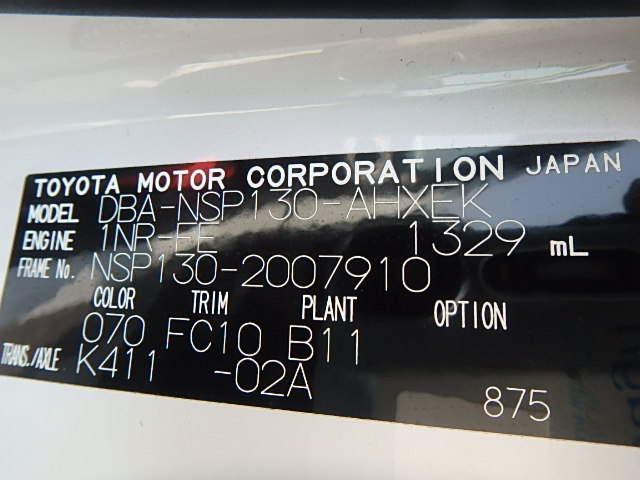 TOYOTA MOTOR CORPORATION JAPAN
MODEL DBA-NSP130-AHXEK
ENGINE 1NR-FE 1329 mL
FRAME No. NSP130-2007910
COLOR TRIM PLANT OPTION
070 FC10 B11
TRANS./AXLE K411 -02A
875